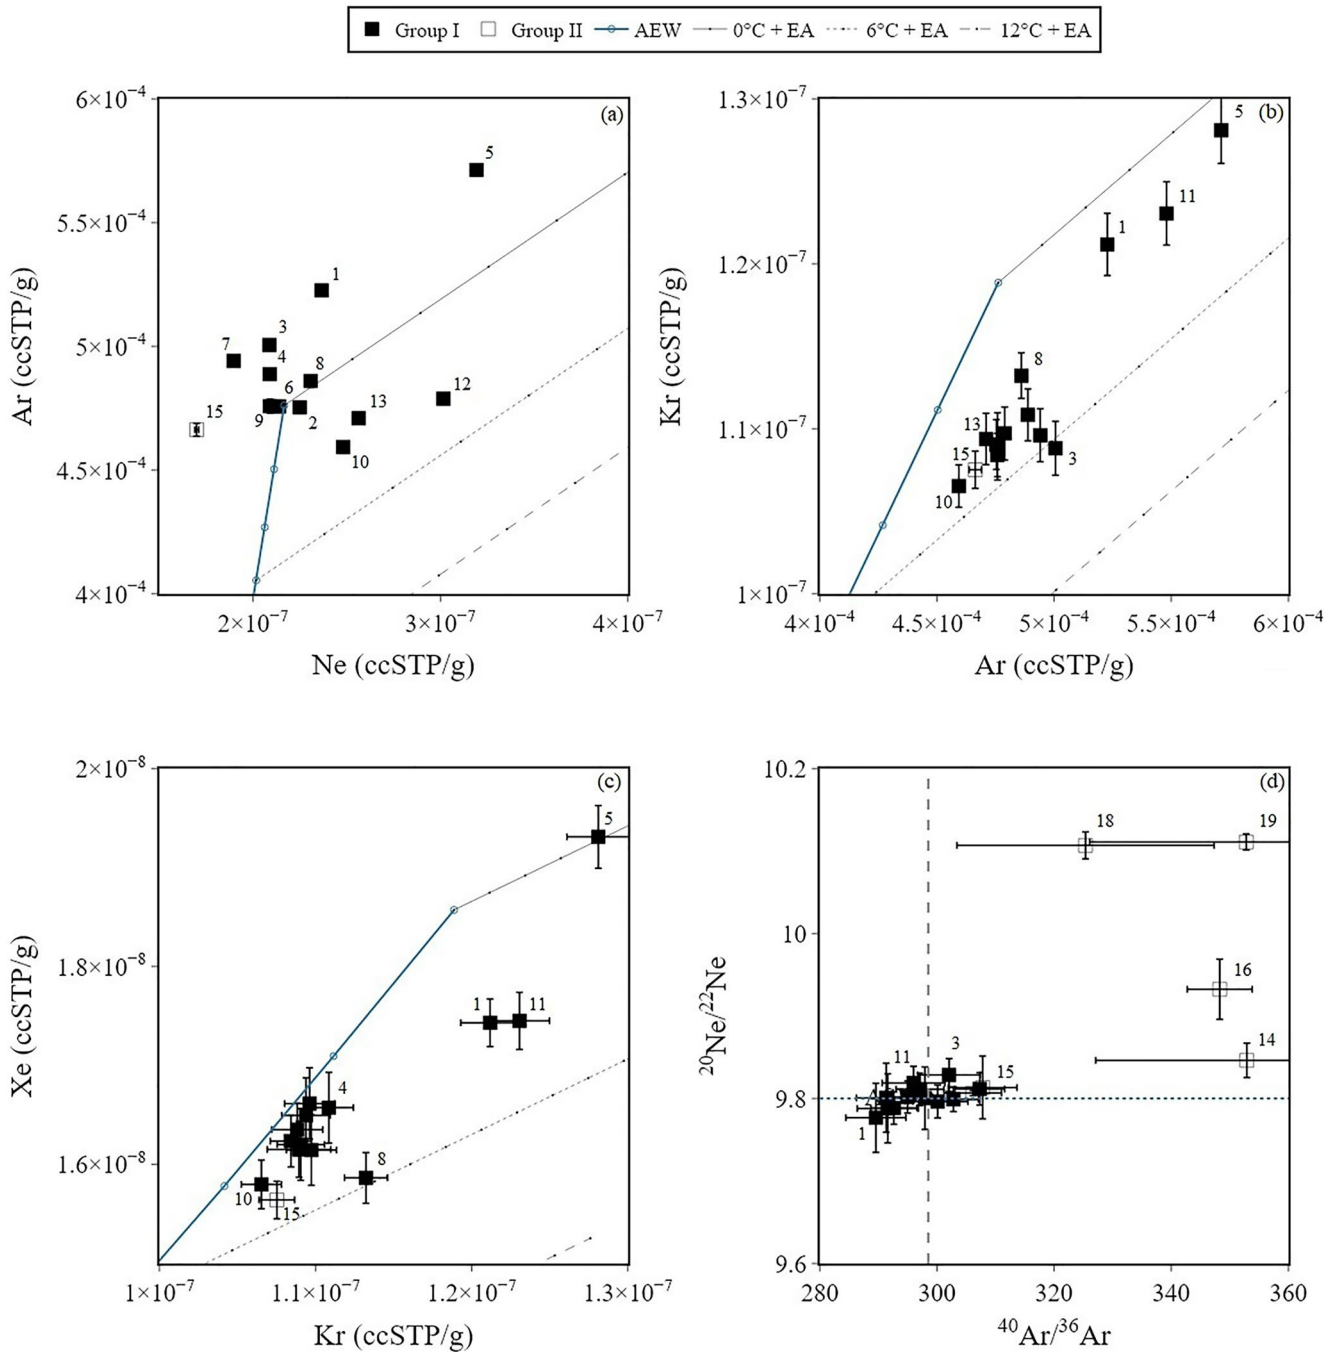 Group I Group II AEW 0°C + EA 6°C + EA 12°C + EA
(a)
6×10⁻⁴
5.5×10⁻⁴
5×10⁻⁴
4.5×10⁻⁴
4×10⁻⁴
Ar (ccSTP/g)
5
1
3
7
4
8
6
12
15
9
2
13
10
2×10⁻⁷ 3×10⁻⁷ 4×10⁻⁷
Ne (ccSTP/g)
(b)
1.3×10⁻⁷
1.2×10⁻⁷
1.1×10⁻⁷
1×10⁻⁷
Kr (ccSTP/g)
5
11
1
8
13
15
3
10
4×10⁻⁴ 4.5×10⁻⁴ 5×10⁻⁴ 5.5×10⁻⁴ 6×10⁻⁴
Ar (ccSTP/g)
(c)
2×10⁻⁸
1.8×10⁻⁸
1.6×10⁻⁸
Xe (ccSTP/g)
5
1 11
4
8
10
15
1×10⁻⁷ 1.1×10⁻⁷ 1.2×10⁻⁷ 1.3×10⁻⁷
Kr (ccSTP/g)
(d)
10.2
10
9.8
9.6
²⁰Ne/²²Ne
18 19
16
14
11 3 15
1
280 300 320 340 360
⁴⁰Ar/³⁶Ar